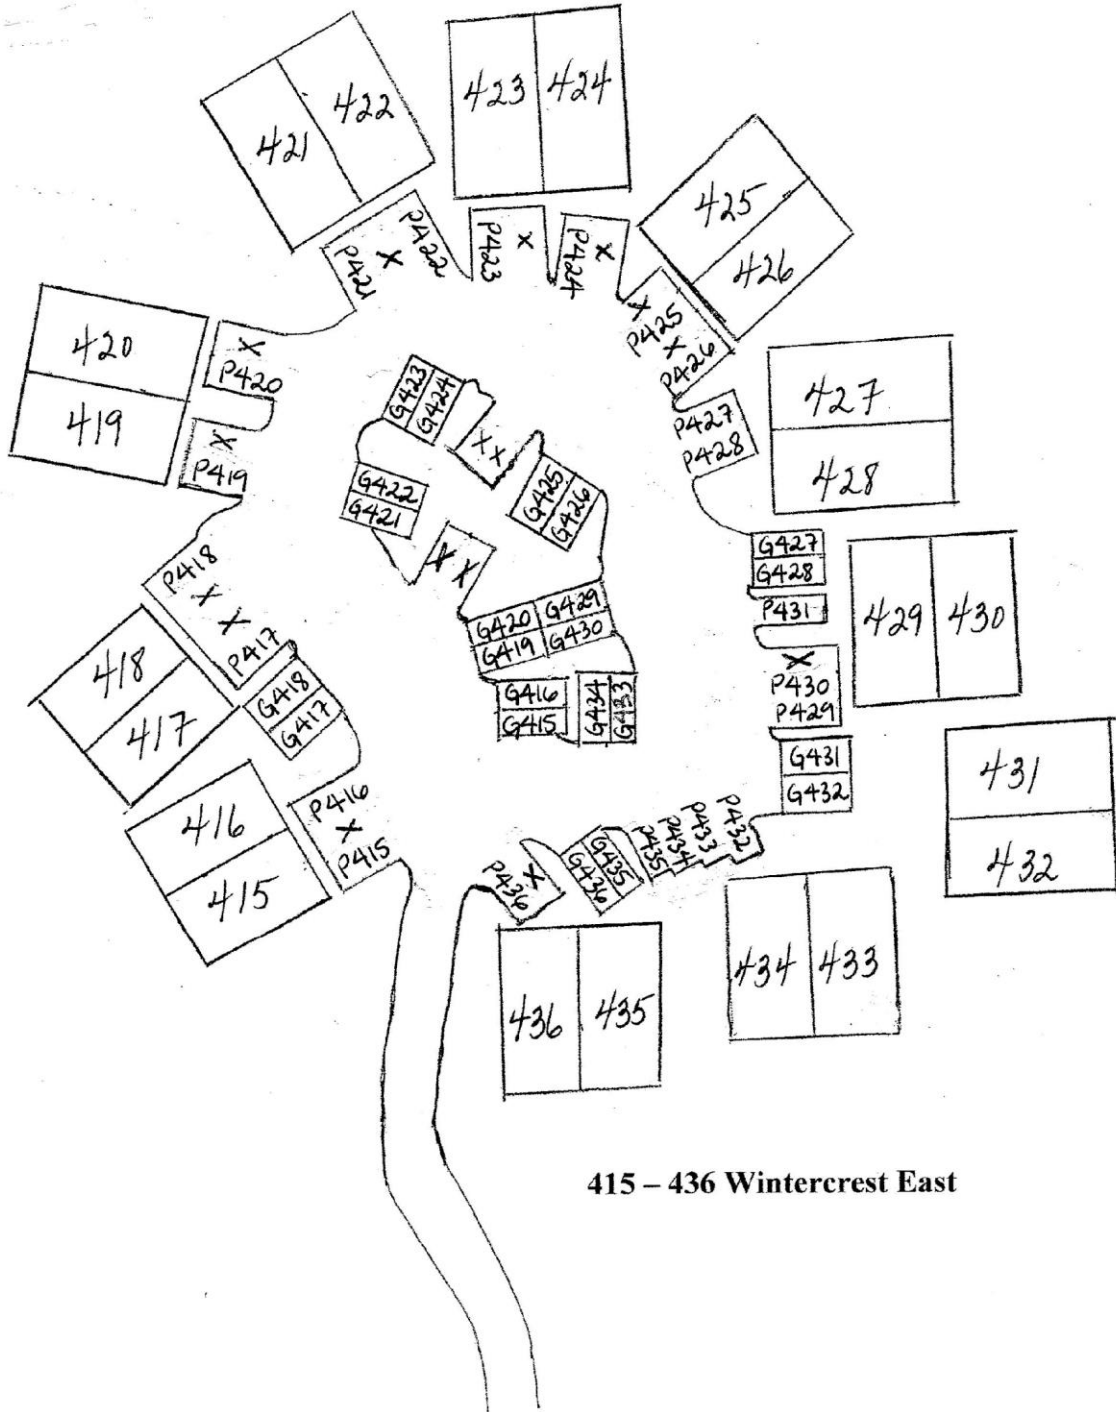 423 424
421 422
425
426
P421 X P422
P423 X
P424 X
X P425
X P426
420
419
X
P420
X
P419
427
428
P427
P428
G423
G424
G422
G421
X X
X X
G425
G426
G427
G428
P431
X
P430
P429
429 430
P418
X
X
P417
418
417
G418
G417
G420 G429
G419 G430
G416
G415
G434
G433
G431
G432
431
432
416
415
P416
X
P415
P436 X
G436
G435
P435
P434
P433
P432
436 435
434 433
415 – 436 Wintercrest East